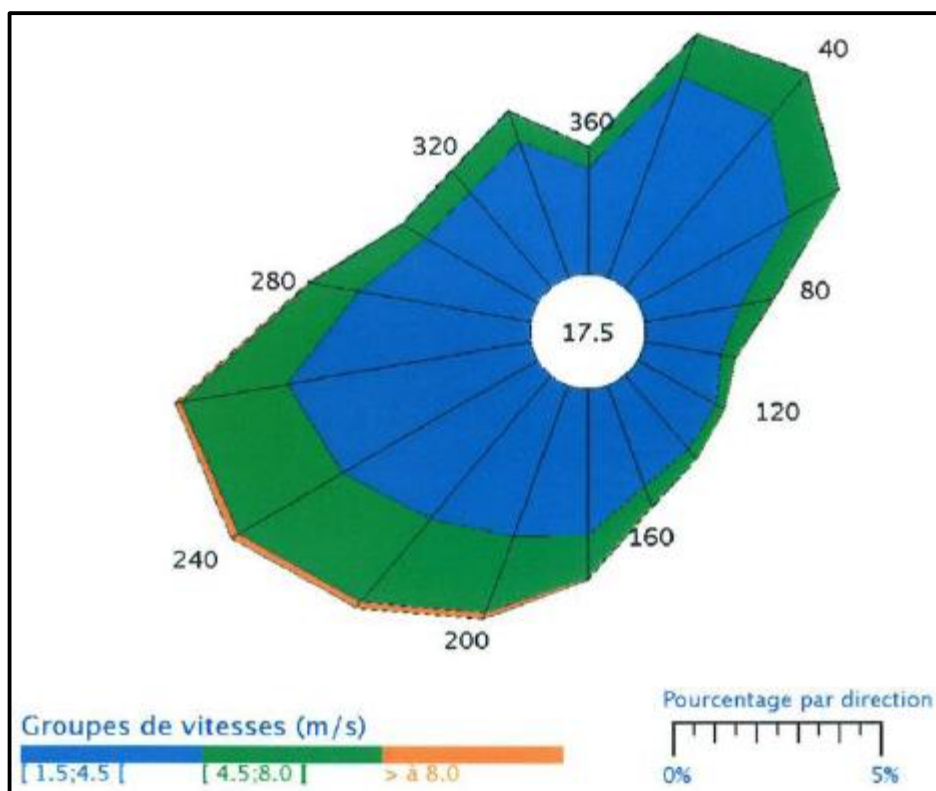 40
360
320
280
80
17.5
120
160
240
200
Groupes de vitesses (m/s)
[ 1.5;4.5 [
[ 4.5;8.0 ]
> à 8.0
Pourcentage par direction
0%
5%